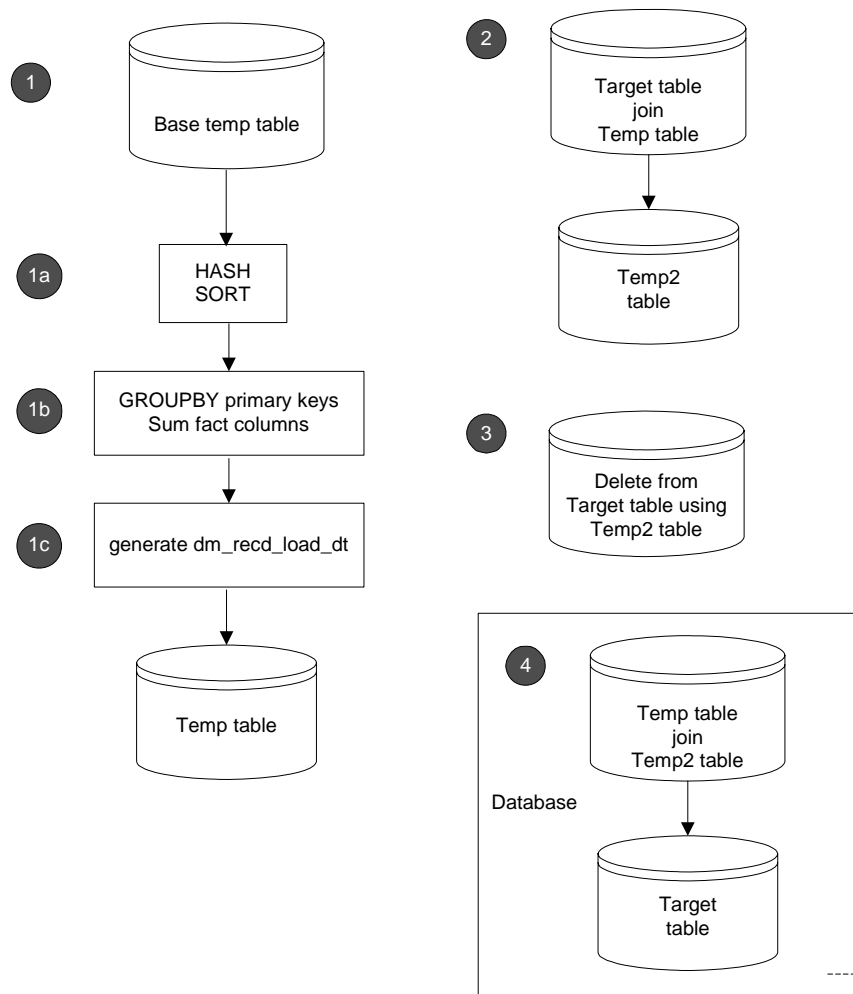 1
Base temp table
1a
HASH
SORT
1b
GROUPBY primary keys
Sum fact columns
1c
generate dm_recd_load_dt
Temp table
2
Target table
join
Temp table
Temp2
table
3
Delete from
Target table using
Temp2 table
4
Temp table
join
Temp2 table
Database
Target
table